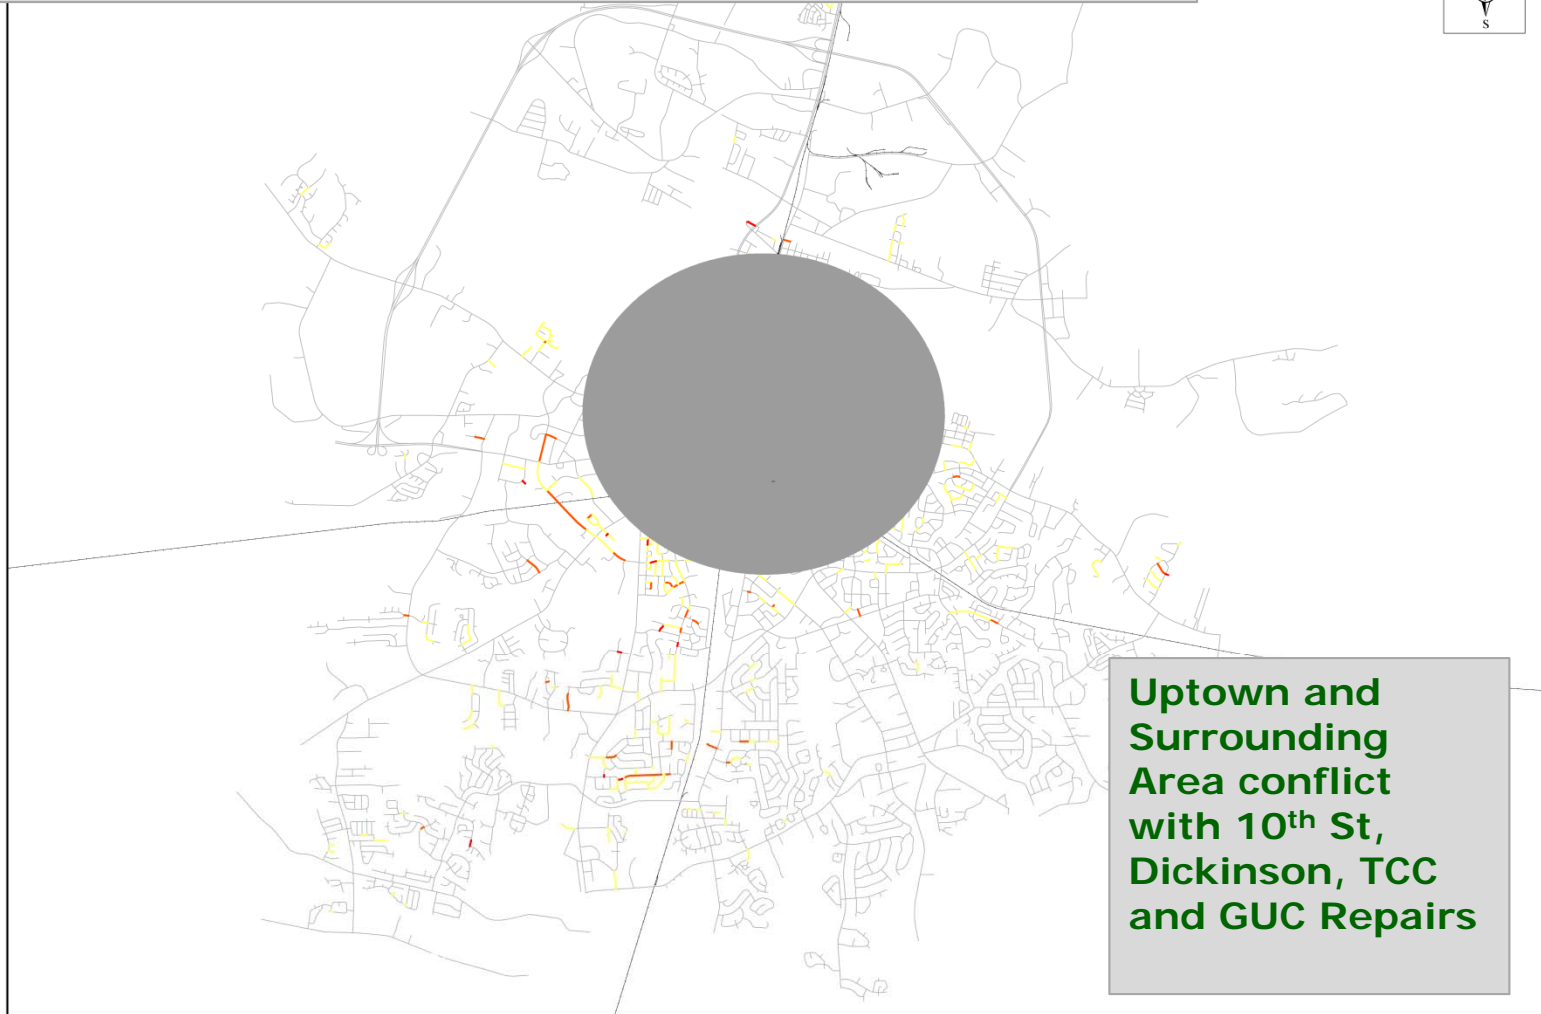 S
Uptown and
Surrounding
Area conflict
with 10th St,
Dickinson, TCC
and GUC Repairs